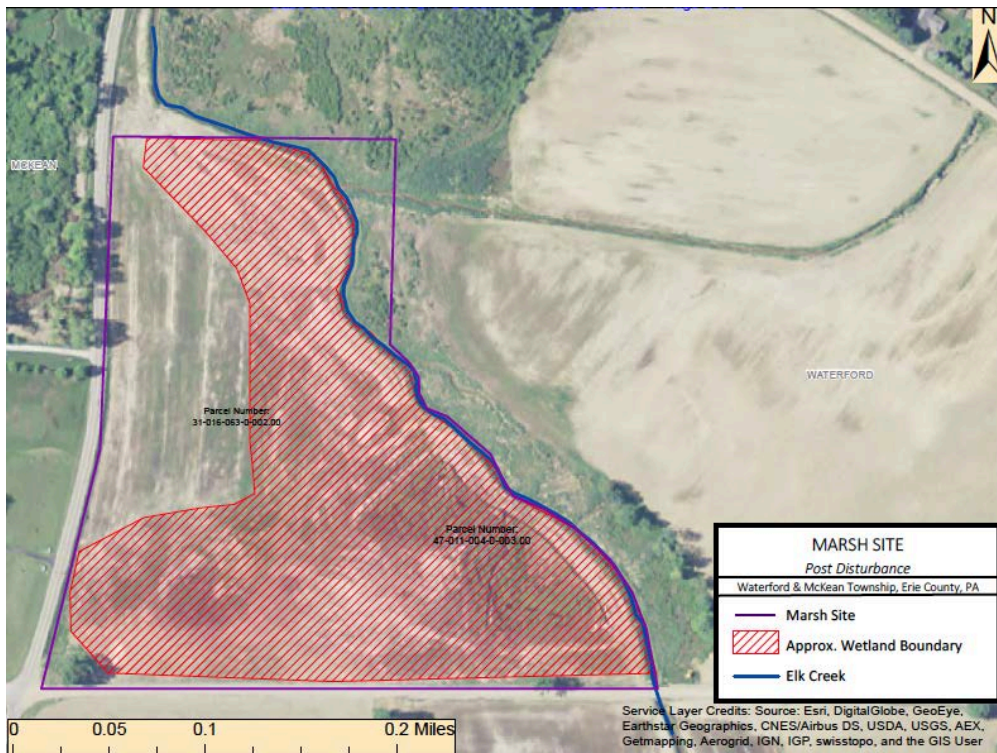 N
MCKEAN
WATERFORD
Parcel Number:
31-016-063-0-002.00
Parcel Number:
47-011-004-0-003.00
MARSH SITE
Post Disturbance
Waterford & McKean Township, Erie County, PA
Marsh Site
Approx. Wetland Boundary
Elk Creek
0 0.05 0.1 0.2 Miles
Service Layer Credits: Source: Esri, DigitalGlobe, GeoEye,
Earthstar Geographics, CNES/Airbus DS, USDA, USGS, AEX,
Getmapping, Aerogrid, IGN, IGP, swisstopo, and the GIS User